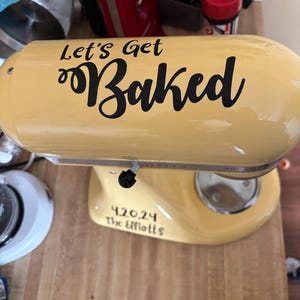 Let's Get
Baked
4.20.24
The Elliotts